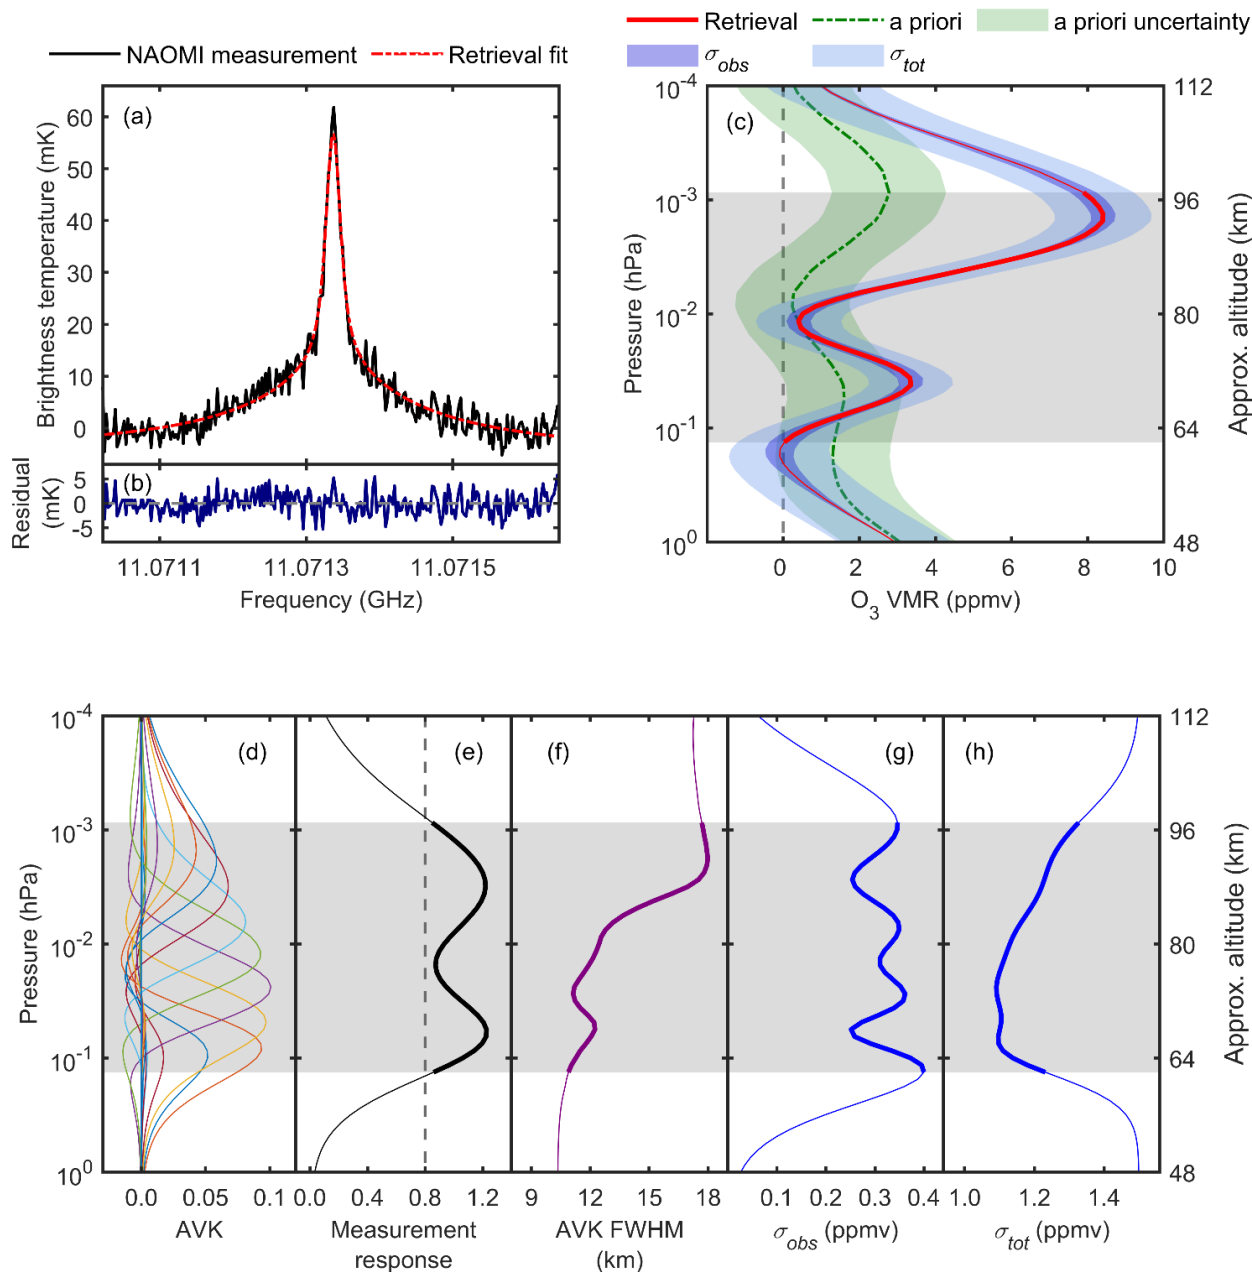 NAOMI measurement Retrieval fit
Retrieval a priori a priori uncertainty
σobs σtot
(a)
60
50
40
30
20
10
0
Brightness temperature (mK)
(b)
5
0
-5
Residual
(mK)
11.0711 11.0713 11.0715
Frequency (GHz)
(c)
10-4
10-3
10-2
10-1
100
Pressure (hPa)
112
96
80
64
48
Approx. altitude (km)
0 2 4 6 8 10
O3 VMR (ppmv)
(d) (e) (f) (g) (h)
10-4
10-3
10-2
10-1
100
Pressure (hPa)
112
96
80
64
48
Approx. altitude (km)
0.0 0.05 0.1
AVK
0.0 0.4 0.8 1.2
Measurement
response
9 12 15 18
AVK FWHM
(km)
0.1 0.2 0.3 0.4
σobs (ppmv)
1.0 1.2 1.4
σtot (ppmv)